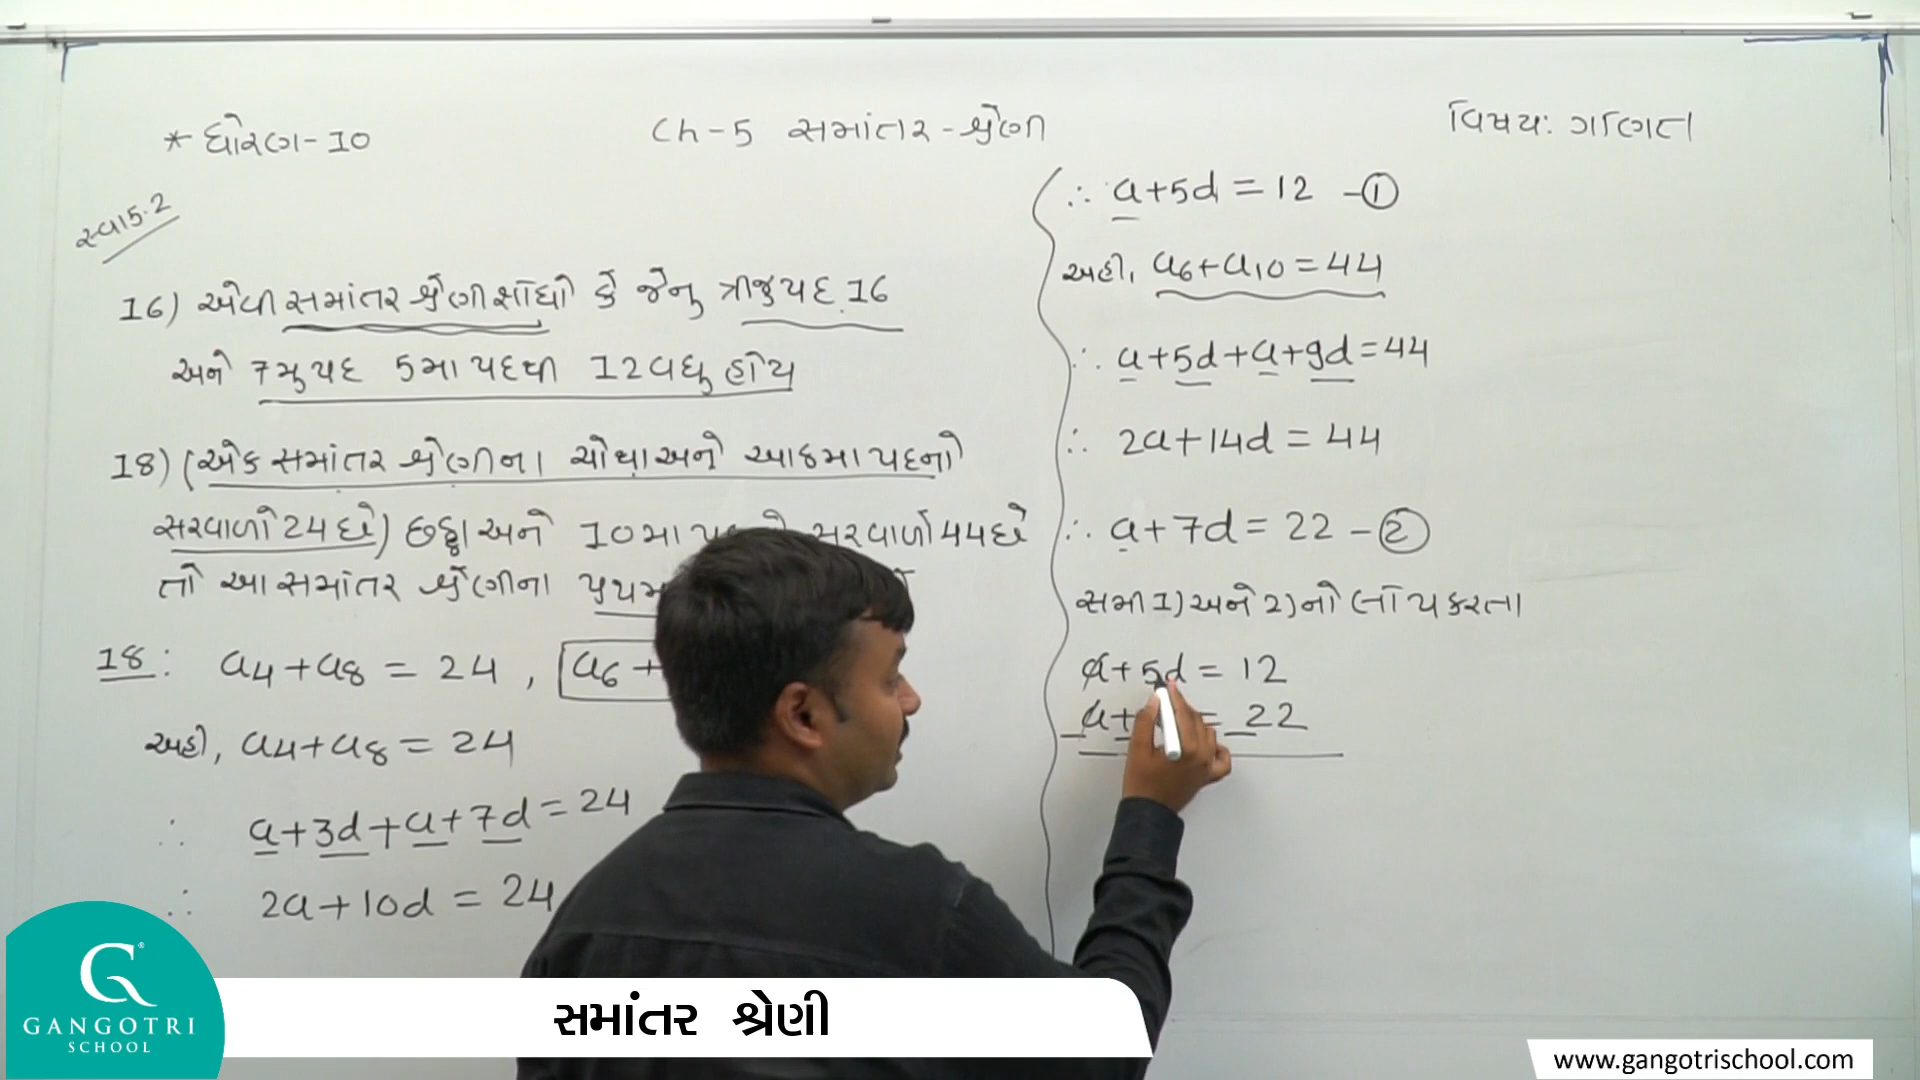 * ધોરણ-10
Ch-5 સમાંતર-શ્રેણી
વિષય: ગણિત
સ્વા5.2
16) એવી સમાંતર શ્રેણી શોધો કે જેનુ ત્રીજુ પદ 16
અને 7મુ પદ 5મા પદથી 12 વધુ હોય
18) (એક સમાંતર શ્રેણીના ચોથા અને આઠમા પદનો
સરવાળો 24 છે) છઠ્ઠા અને 10મા સરવાળો 44 છે
તો આ સમાંતર શ્રેણીના
18: a4+a8 = 24 , a6 +
અહી, a4+a8 = 24
∴ a+3d+a+7d = 24
∴ 2a+10d = 24
∴ a+5d = 12 -①
અહી, a6+a10 = 44
∴ a+5d+a+9d = 44
∴ 2a+14d = 44
∴ a+7d = 22 -②
સમી 1) અને 2) નો લોપ કરતા
a+5d = 12
a+ = 22
સમાંતર શ્રેણી
GANGOTRI
SCHOOL
www.gangotrischool.com